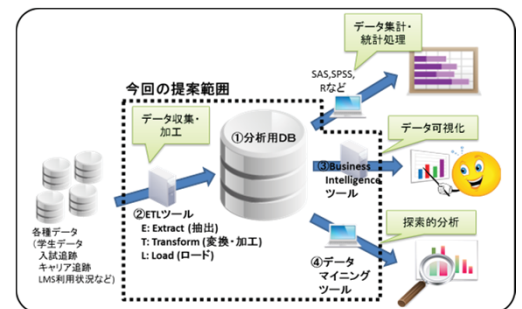 データ集計・
統計処理
SAS,SPSS,
Rなど
今回の提案範囲
データ収集・
加工
①分析用DB
データ可視化
③Business
Intelligence
ツール
②ETLツール
E: Extract (抽出)
T: Transform (変換・加工)
L: Load (ロード)
各種データ
(学生データ
入試追跡
キャリア追跡
LMS利用状況など)
探索的分析
④データ
マイニング
ツール